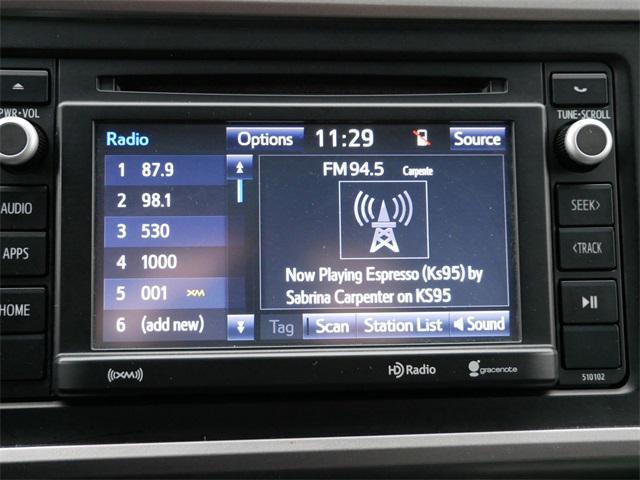 PWR•VOL
AUDIO
APPS
HOME
TUNE•SCROLL
SEEK>
<TRACK
510102
Radio
Options
11:29
Source
1 87.9
2 98.1
3 530
4 1000
5 001 XM
6 (add new)
FM 94.5 Carpente
Now Playing Espresso (Ks95) by
Sabrina Carpenter on KS95
Tag
Scan
Station List
Sound
((XM))
HD Radio
gracenote